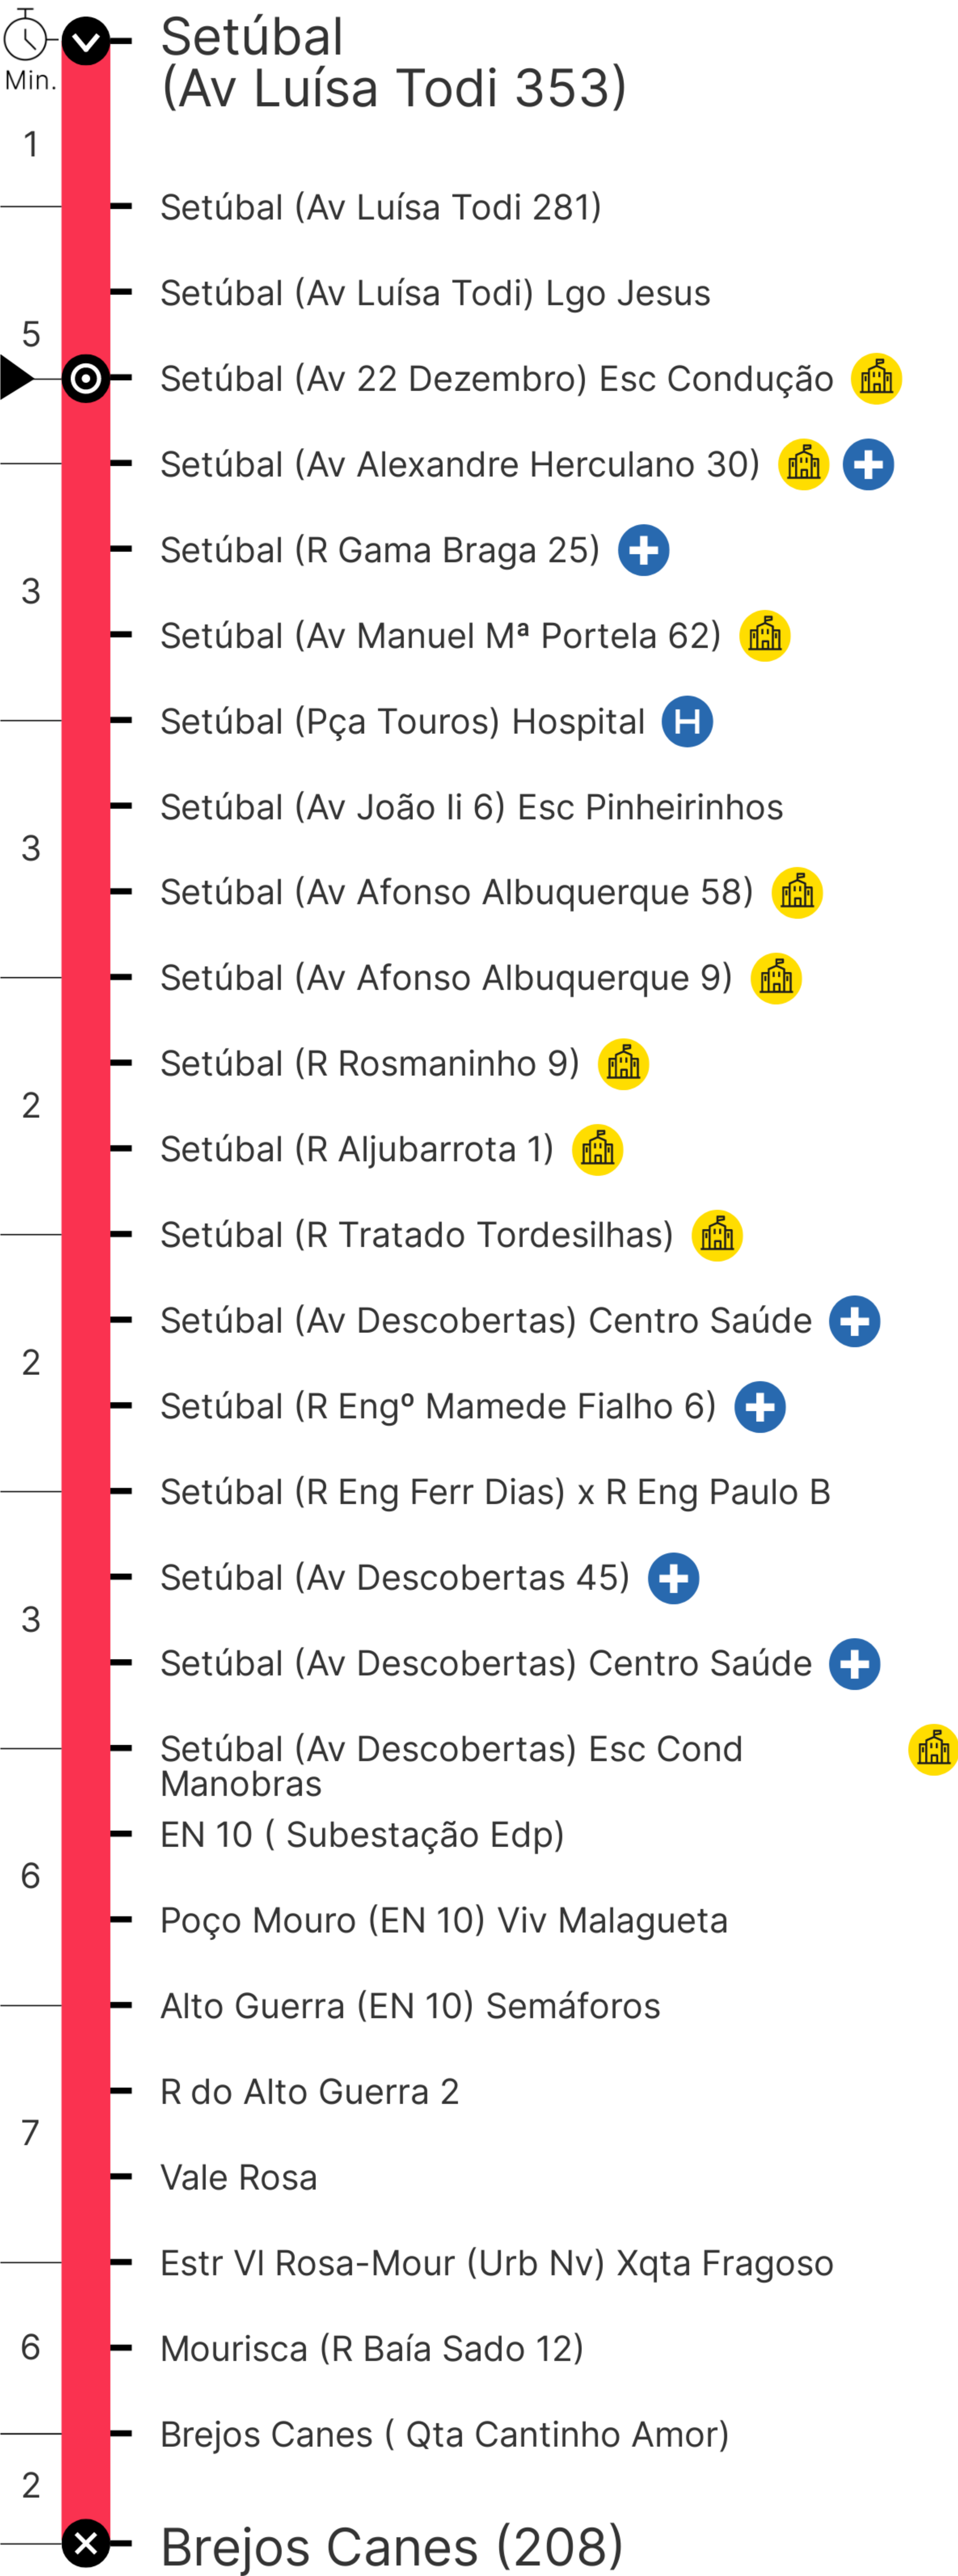 Setúbal
(Av Luísa Todi 353)
Min.
1
Setúbal (Av Luísa Todi 281)
Setúbal (Av Luísa Todi) Lgo Jesus
5
Setúbal (Av 22 Dezembro) Esc Condução
Setúbal (Av Alexandre Herculano 30)
Setúbal (R Gama Braga 25)
3
Setúbal (Av Manuel Mª Portela 62)
Setúbal (Pça Touros) Hospital H
Setúbal (Av João Ii 6) Esc Pinheirinhos
3
Setúbal (Av Afonso Albuquerque 58)
Setúbal (Av Afonso Albuquerque 9)
Setúbal (R Rosmaninho 9)
2
Setúbal (R Aljubarrota 1)
Setúbal (R Tratado Tordesilhas)
Setúbal (Av Descobertas) Centro Saúde
2
Setúbal (R Engº Mamede Fialho 6)
Setúbal (R Eng Ferr Dias) x R Eng Paulo B
Setúbal (Av Descobertas 45)
3
Setúbal (Av Descobertas) Centro Saúde
Setúbal (Av Descobertas) Esc Cond
Manobras
EN 10 ( Subestação Edp)
6
Poço Mouro (EN 10) Viv Malagueta
Alto Guerra (EN 10) Semáforos
R do Alto Guerra 2
7
Vale Rosa
Estr Vl Rosa-Mour (Urb Nv) Xqta Fragoso
6
Mourisca (R Baía Sado 12)
Brejos Canes ( Qta Cantinho Amor)
2
Brejos Canes (208)